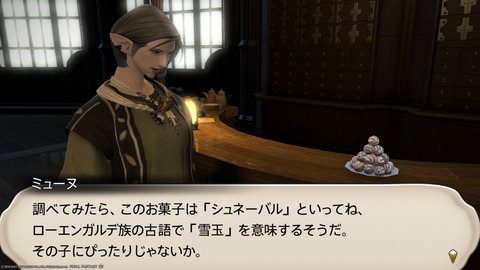 ミューヌ
調べてみたら、このお菓子は「シュネーバル」といってね、
ローエンガルデ族の古語で「雪玉」を意味するそうだ。
その子にぴったりじゃないか。